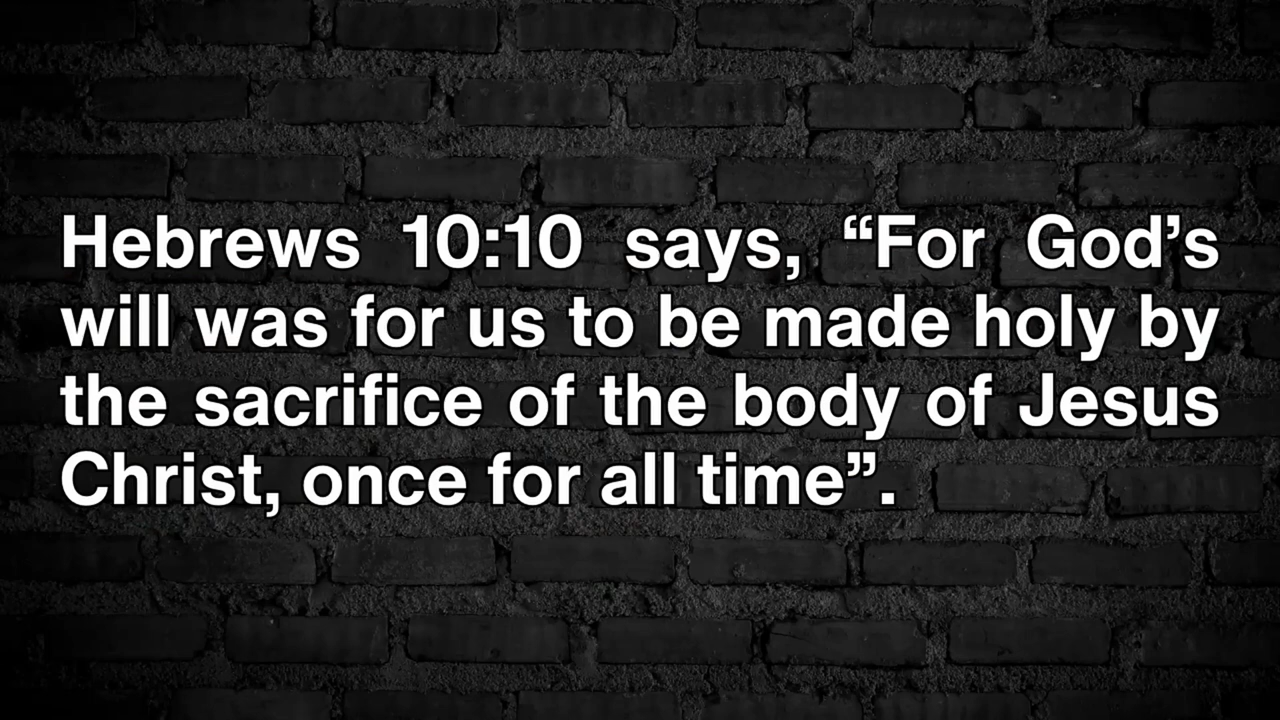 Hebrews 10:10 says, “For God’s
will was for us to be made holy by
the sacrifice of the body of Jesus
Christ, once for all time”.